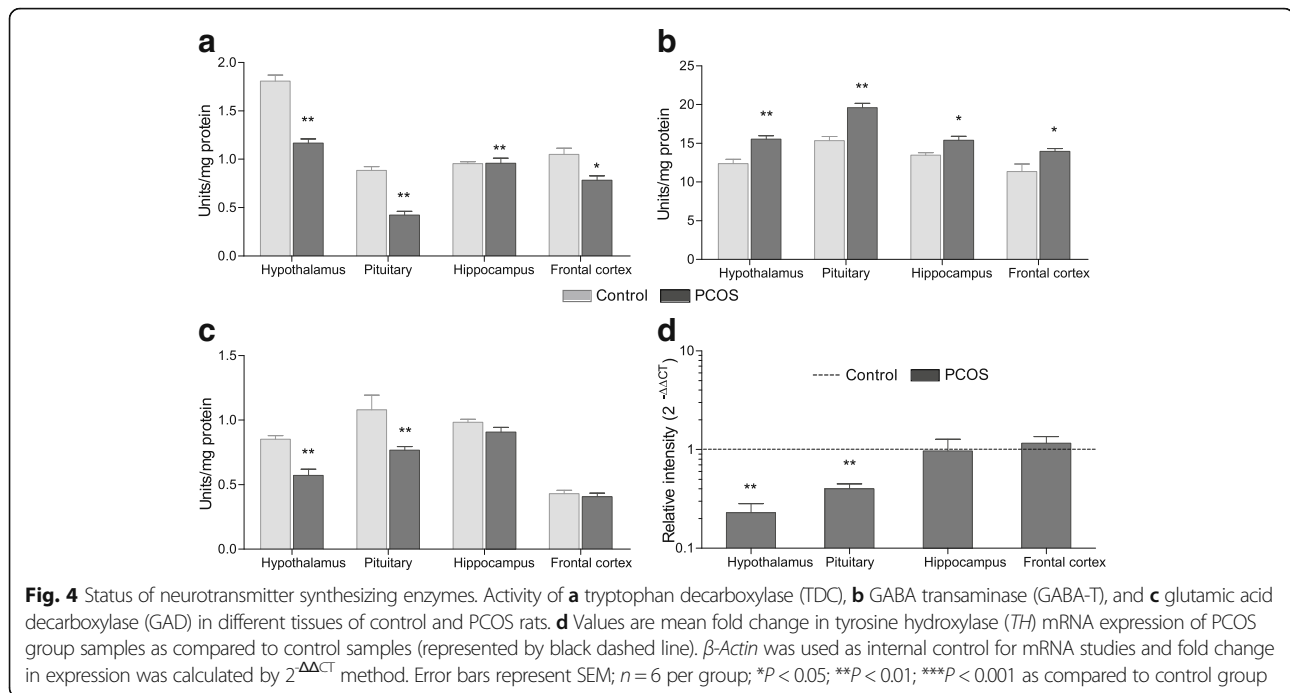 a
2.0
1.5
1.0
0.5
0.0
Units/mg protein
** ** ** *
Hypothalamus Pituitary Hippocampus Frontal cortex
b
25
20
15
10
5
0
Units/mg protein
** ** * *
Hypothalamus Pituitary Hippocampus Frontal cortex
Control PCOS
c
1.5
1.0
0.5
0.0
Units/mg protein
** **
Hypothalamus Pituitary Hippocampus Frontal cortex
d
10
1
0.1
Relative intensity (2 -ΔΔCT)
Control PCOS
** **
Hypothalamus Pituitary Hippocampus Frontal cortex
Fig. 4 Status of neurotransmitter synthesizing enzymes. Activity of a tryptophan decarboxylase (TDC), b GABA transaminase (GABA-T), and c glutamic acid
decarboxylase (GAD) in different tissues of control and PCOS rats. d Values are mean fold change in tyrosine hydroxylase (TH) mRNA expression of PCOS
group samples as compared to control samples (represented by black dashed line). β-Actin was used as internal control for mRNA studies and fold change
in expression was calculated by 2-ΔΔCT method. Error bars represent SEM; n = 6 per group; *P < 0.05; **P < 0.01; ***P < 0.001 as compared to control group